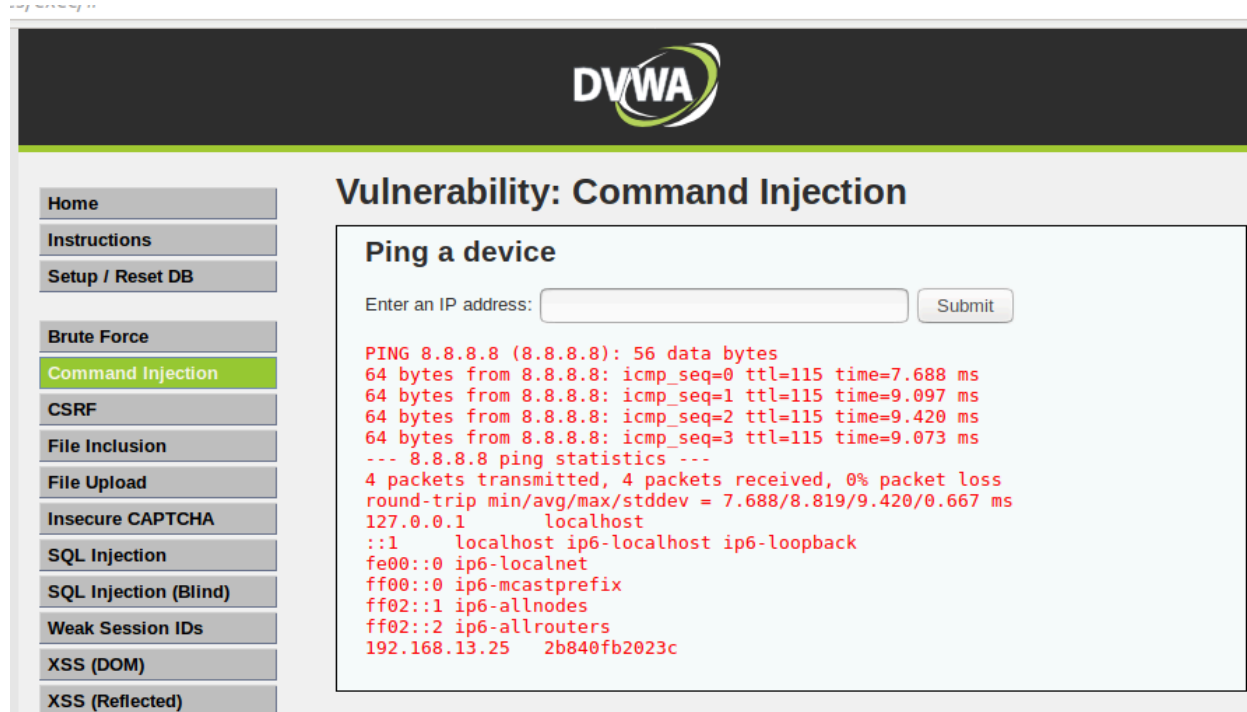 DVWA
Home
Instructions
Setup / Reset DB
Brute Force
Command Injection
CSRF
File Inclusion
File Upload
Insecure CAPTCHA
SQL Injection
SQL Injection (Blind)
Weak Session IDs
XSS (DOM)
XSS (Reflected)
Vulnerability: Command Injection
Ping a device
Enter an IP address:
Submit
PING 8.8.8.8 (8.8.8.8): 56 data bytes
64 bytes from 8.8.8.8: icmp_seq=0 ttl=115 time=7.688 ms
64 bytes from 8.8.8.8: icmp_seq=1 ttl=115 time=9.097 ms
64 bytes from 8.8.8.8: icmp_seq=2 ttl=115 time=9.420 ms
64 bytes from 8.8.8.8: icmp_seq=3 ttl=115 time=9.073 ms
--- 8.8.8.8 ping statistics ---
4 packets transmitted, 4 packets received, 0% packet loss
round-trip min/avg/max/stddev = 7.688/8.819/9.420/0.667 ms
127.0.0.1 localhost
::1 localhost ip6-localhost ip6-loopback
fe00::0 ip6-localnet
ff00::0 ip6-mcastprefix
ff02::1 ip6-allnodes
ff02::2 ip6-allrouters
192.168.13.25 2b840fb2023c